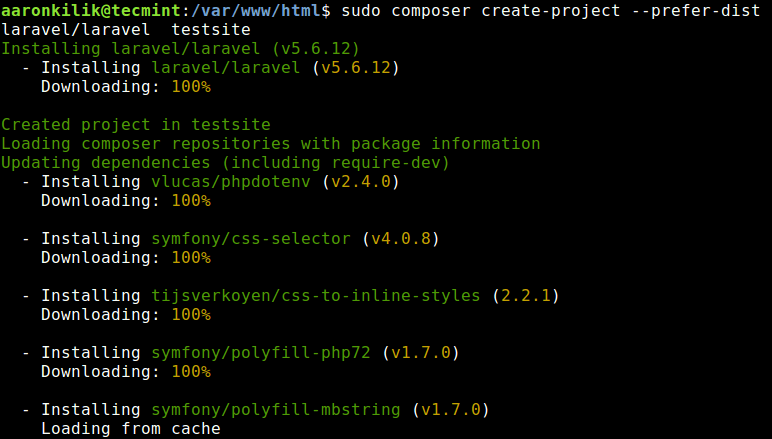 aaronkilik@tecmint:/var/www/html$ sudo composer create-project --prefer-dist
laravel/laravel  testsite
Installing laravel/laravel (v5.6.12)
  - Installing laravel/laravel (v5.6.12)
    Downloading: 100%

Created project in testsite
Loading composer repositories with package information
Updating dependencies (including require-dev)
  - Installing vlucas/phpdotenv (v2.4.0)
    Downloading: 100%

  - Installing symfony/css-selector (v4.0.8)
    Downloading: 100%

  - Installing tijsverkoyen/css-to-inline-styles (2.2.1)
    Downloading: 100%

  - Installing symfony/polyfill-php72 (v1.7.0)
    Downloading: 100%

  - Installing symfony/polyfill-mbstring (v1.7.0)
    Loading from cache